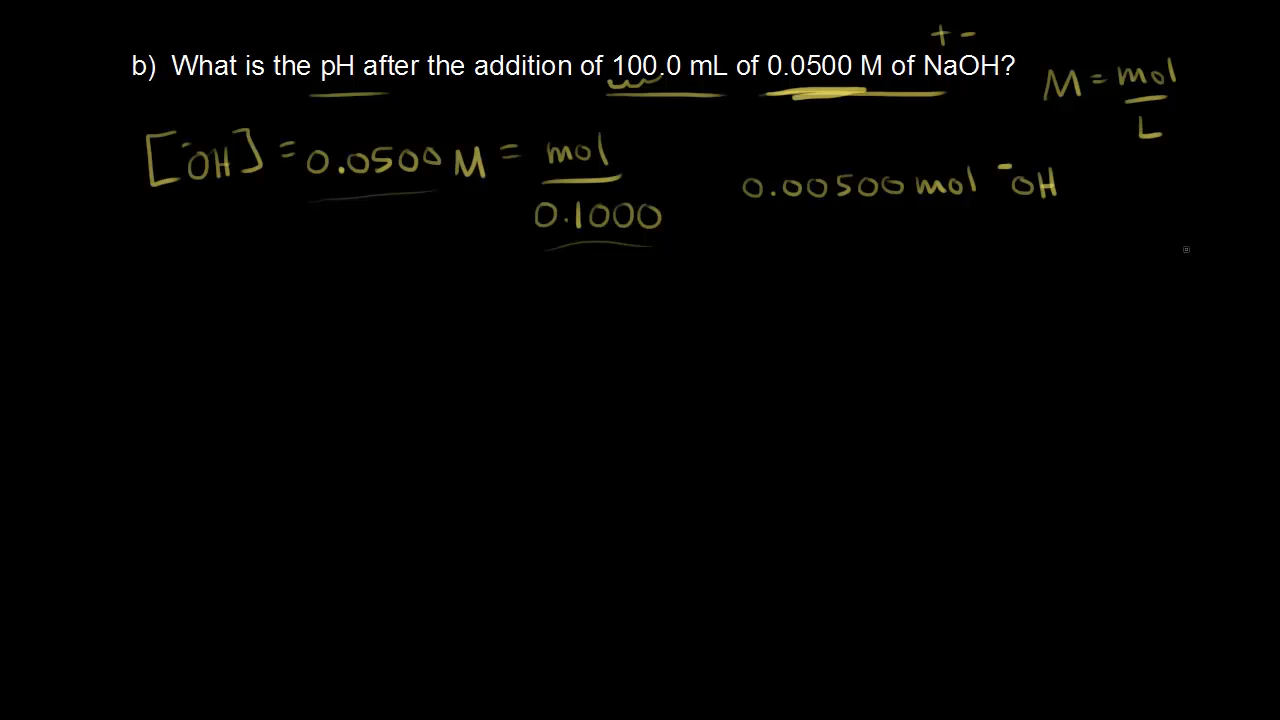 + -
b) What is the pH after the addition of 100.0 mL of 0.0500 M of NaOH?
M = mol
L
[⁻OH] = 0.0500 M = mol
0.1000
0.00500 mol ⁻OH